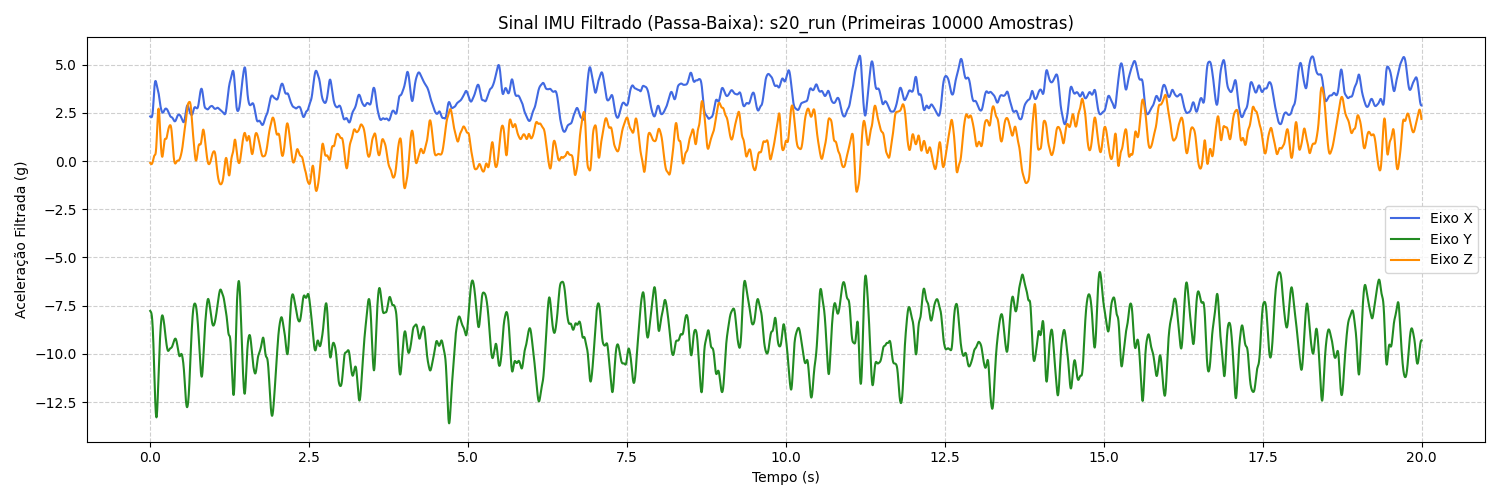 Sinal IMU Filtrado (Passa-Baixa): s20_run (Primeiras 10000 Amostras)
5.0
2.5
0.0
−2.5
−5.0
−7.5
−10.0
−12.5
Aceleração Filtrada (g)
Eixo X
Eixo Y
Eixo Z
0.0 2.5 5.0 7.5 10.0 12.5 15.0 17.5 20.0
Tempo (s)